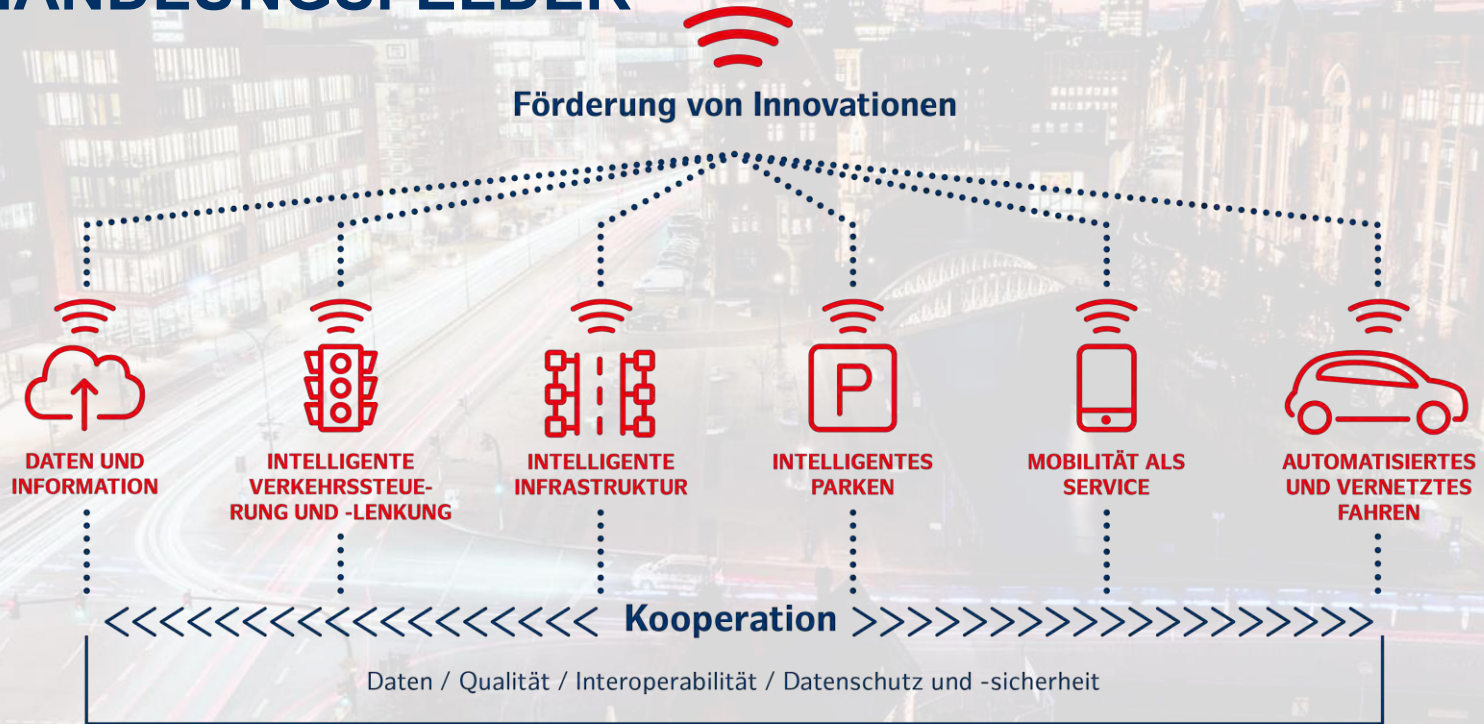 HANDLUNGSFELDER
Förderung von Innovationen
DATEN UND
INFORMATION
INTELLIGENTE
VERKEHRSSTEUE-
RUNG UND -LENKUNG
INTELLIGENTE
INFRASTRUKTUR
P
INTELLIGENTES
PARKEN
MOBILITÄT ALS
SERVICE
AUTOMATISIERTES
UND VERNETZTES
FAHREN
Kooperation
Daten / Qualität / Interoperabilität / Datenschutz und -sicherheit